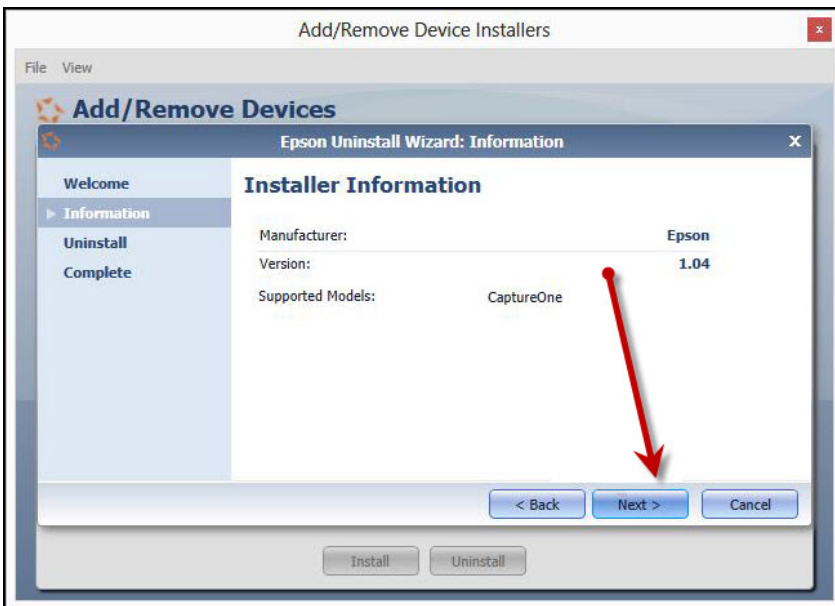 Add/Remove Device Installers
x
File View
Add/Remove Devices
Epson Uninstall Wizard: Information
x
Welcome
Information
Uninstall
Complete
Installer Information
Manufacturer: Epson
Version: 1.04
Supported Models: CaptureOne
< Back Next > Cancel
Install Uninstall